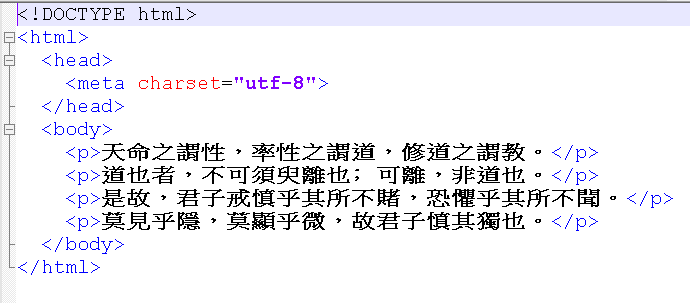 <!DOCTYPE html>
<html>
<head>
<meta charset="utf-8">
</head>
<body>
<p>天命之謂性，率性之謂道，修道之謂教。</p>
<p>道也者，不可須臾離也; 可離，非道也。</p>
<p>是故，君子戒慎乎其所不賭，恐懼乎其所不聞。</p>
<p>莫見乎隱，莫顯乎微，故君子慎其獨也。</p>
</body>
</html>